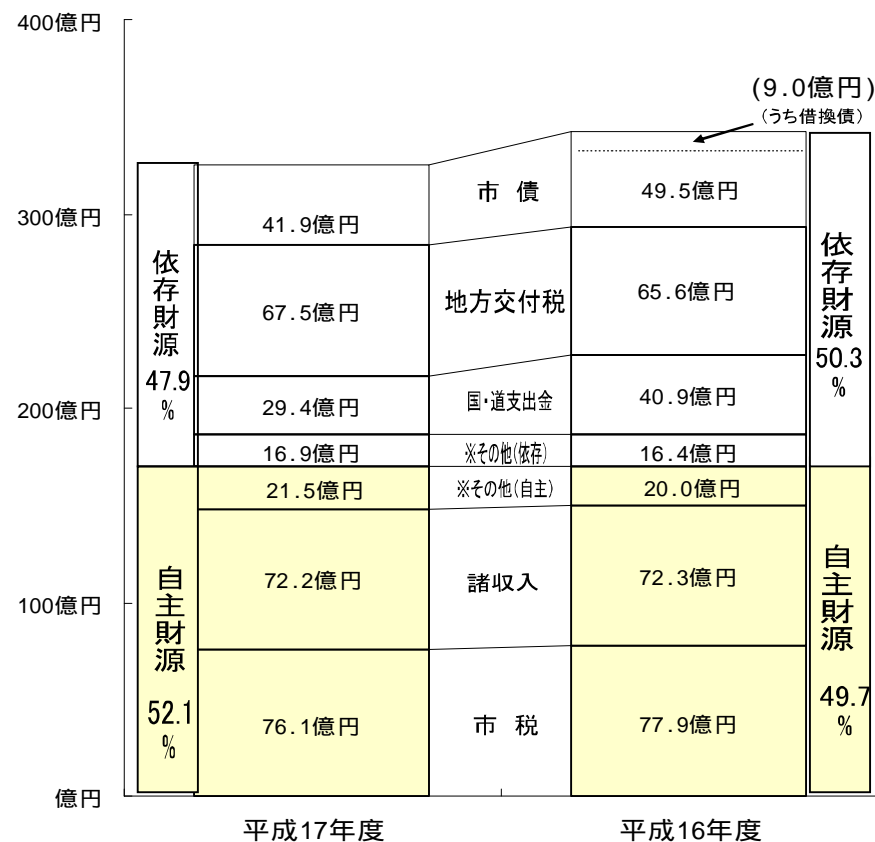 400億円
(9.0億円)
(うち借換債)
300億円
200億円
100億円
億円
依存財源
47.9
%
自主財源
52.1
%
41.9億円
67.5億円
29.4億円
16.9億円
21.5億円
72.2億円
76.1億円
市 債
地方交付税
国・道支出金
※その他(依存)
※その他(自主)
諸収入
市 税
49.5億円
65.6億円
40.9億円
16.4億円
20.0億円
72.3億円
77.9億円
依存財源
50.3
%
自主財源
49.7
%
平成17年度
平成16年度